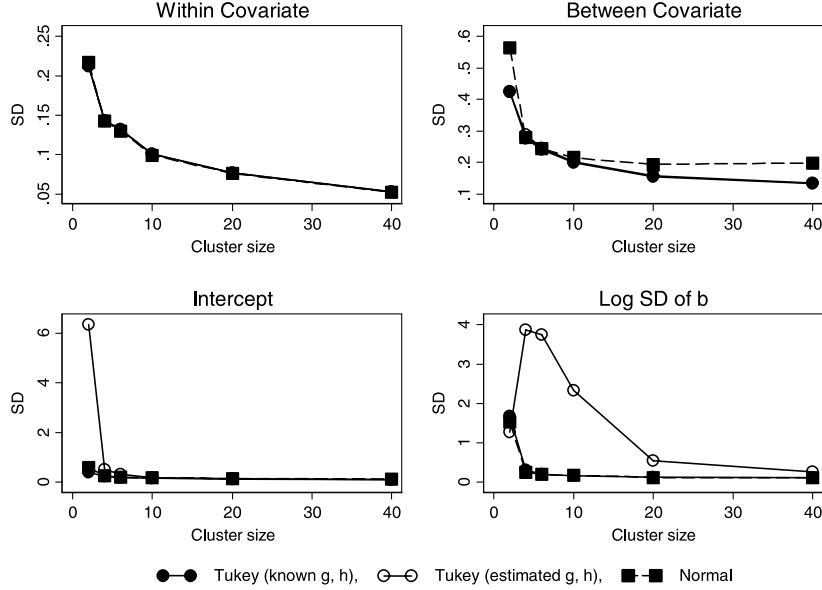 Within Covariate
SD
.05 .1 .15 .2 .25
0 10 20 30 40
Cluster size
Between Covariate
SD
.1 .2 .3 .4 .5 .6
0 10 20 30 40
Cluster size
Intercept
SD
0 2 4 6
0 10 20 30 40
Cluster size
Log SD of b
SD
0 1 2 3 4
0 10 20 30 40
Cluster size
Tukey (known g, h), Tukey (estimated g, h), Normal